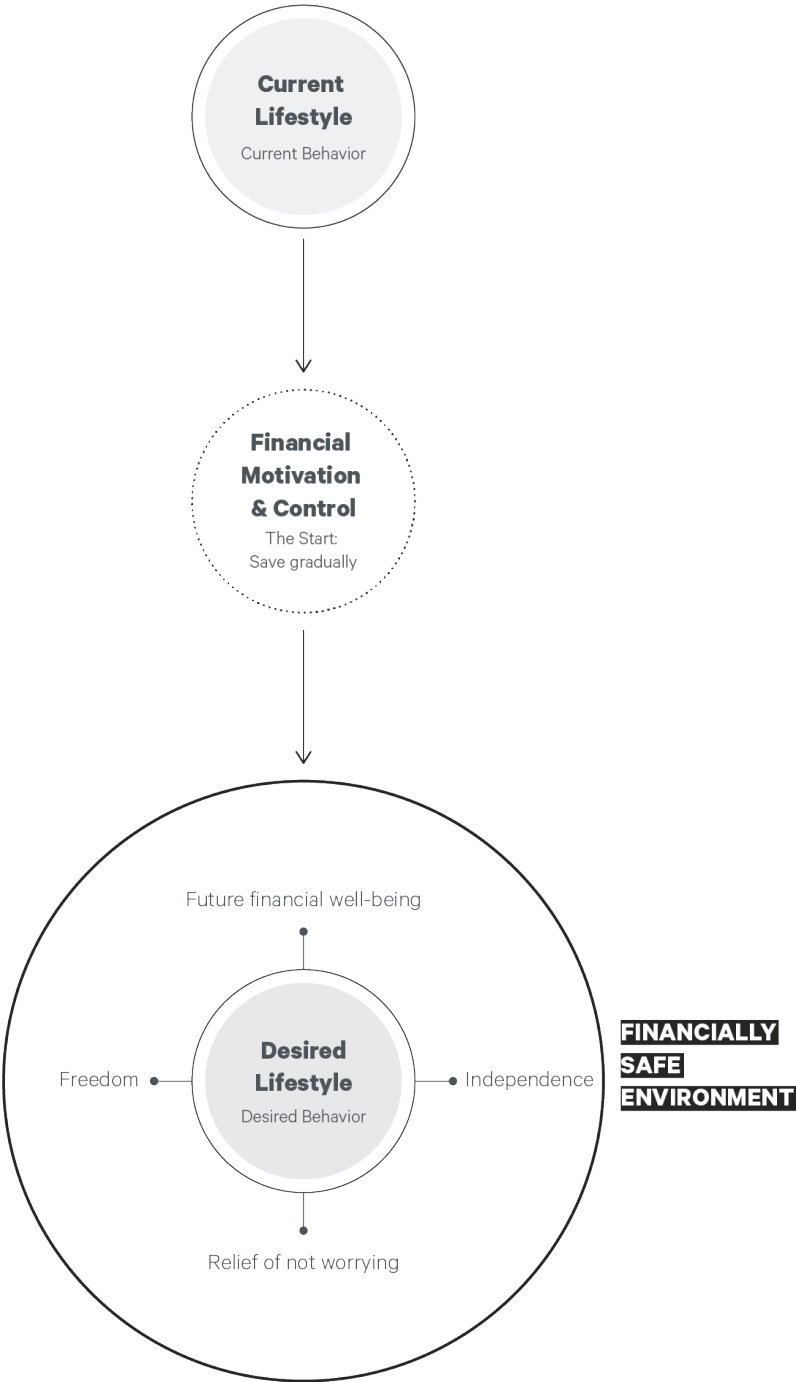 Current
Lifestyle
Current Behavior
Financial
Motivation
& Control
The Start:
Save gradually
Future financial well-being
Desired
Lifestyle
Desired Behavior
Freedom
Independence
Relief of not worrying
FINANCIALLY
SAFE
ENVIRONMENT